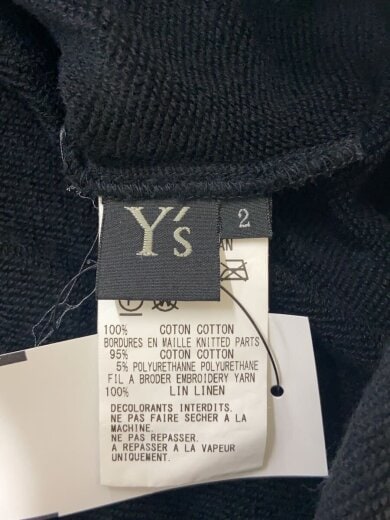 Y's
2
AN
100% COTON COTTON
BORDURES EN MAILLE KNITTED PARTS
95% COTON COTTON
5% POLYURETHANNE POLYURETHANE
FIL A BRODER EMBROIDERY YARN
100% LIN LINEN
DECOLORANTS INTERDITS.
NE PAS FAIRE SECHER A LA
MACHINE.
NE PAS REPASSER.
A REPASSER A LA VAPEUR
UNIQUEMENT.